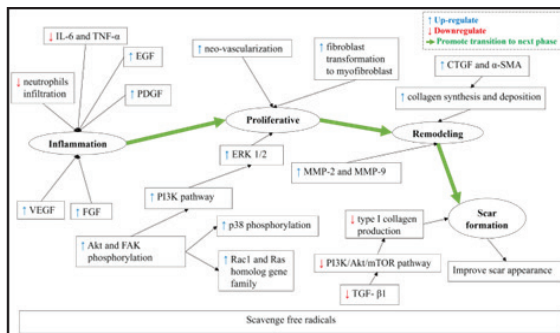 ↑ Up-regulate
↓ Downregulate
Promote transition to next phase
↓ IL-6 and TNF-α
↑ EGF
↓ neutrophils
infiltration
↑ PDGF
Inflammation
↑ VEGF
↑ FGF
↑ neo-vascularization
↑ fibroblast
transformation
to myofibroblast
Proliferative
↑ ERK 1/2
↑ PI3K pathway
↑ Akt and FAK
phosphorylation
↑ p38 phosphorylation
↑ Rac1 and Ras
homolog gene
family
↑ CTGF and α-SMA
↑ collagen synthesis and deposition
Remodeling
↑ MMP-2 and MMP-9
Scar
formation
↓ type I collagen
production
↓ PI3K/Akt/mTOR pathway
↓ TGF- β1
Improve scar appearance
Scavenge free radicals